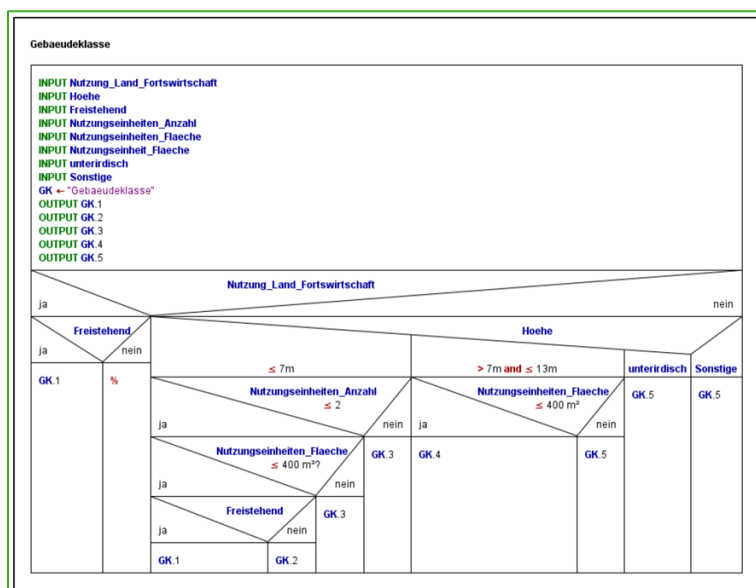 Gebaeudeklasse
INPUT Nutzung_Land_Fortswirtschaft
INPUT Hoehe
INPUT Freistehend
INPUT Nutzungseinheiten_Anzahl
INPUT Nutzungseinheiten_Flaeche
INPUT Nutzungseinheit_Flaeche
INPUT unterirdisch
INPUT Sonstige
GK ← "Gebaeudeklasse"
OUTPUT GK.1
OUTPUT GK.2
OUTPUT GK.3
OUTPUT GK.4
OUTPUT GK.5
Nutzung_Land_Fortswirtschaft
ja nein
Freistehend Hoehe
ja nein
≤ 7m > 7m and ≤ 13m unterirdisch Sonstige
GK.1 % Nutzungseinheiten_Anzahl Nutzungseinheiten_Flaeche GK.5 GK.5
≤ 2 ≤ 400 m²
ja nein ja nein
Nutzungseinheiten_Flaeche GK.3 GK.4 GK.5
≤ 400 m²?
ja nein
Freistehend GK.3
ja nein
GK.1 GK.2